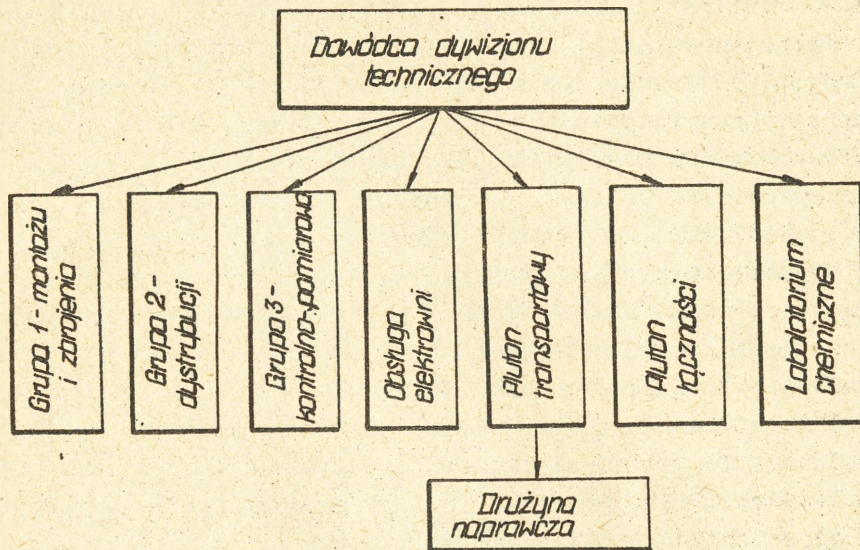 Dowódca dywizjonu
technicznego
Grupa 1 - montażu
i zbrojenia
Grupa 2 -
dystrybucji
Grupa 3 -
kontrolno-pomiarowa
Obsługa
elektrowni
Pluton
transportowy
Pluton
łączności
Labolatorium
chemiczne
Drużyna
naprawcza